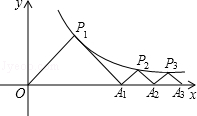 y
P₁
P₂ P₃
O A₁ A₂ A₃ x